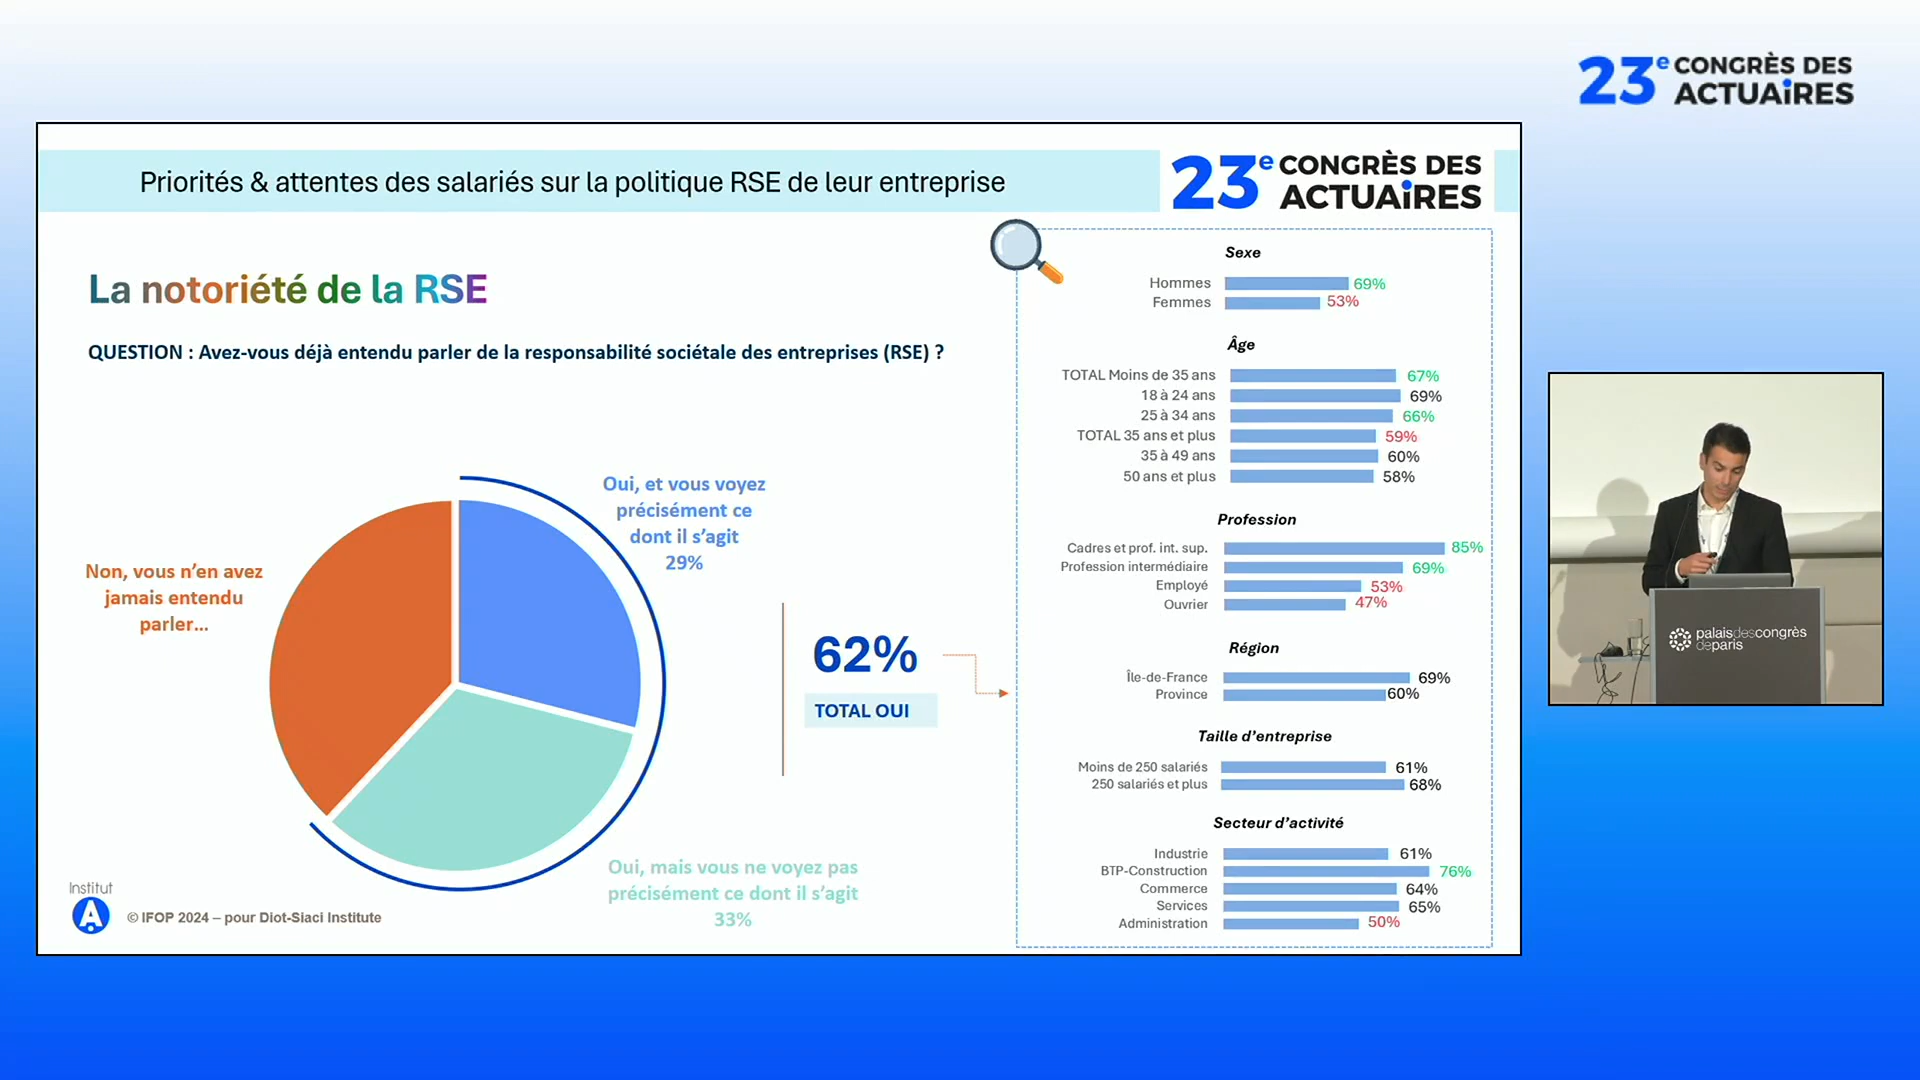 23e CONGRÈS DES
ACTUAiRES
Priorités & attentes des salariés sur la politique RSE de leur entreprise
23e CONGRÈS DES
ACTUAiRES
La notoriété de la RSE
QUESTION : Avez-vous déjà entendu parler de la responsabilité sociétale des entreprises (RSE) ?
Oui, et vous voyez
précisément ce
dont il s’agit
29%
Non, vous n’en avez
jamais entendu
parler…
62%
TOTAL OUI
Oui, mais vous ne voyez pas
précisément ce dont il s’agit
33%
Institut
© IFOP 2024 – pour Diot-Siaci Institute
Sexe
Hommes 69%
Femmes 53%
Âge
TOTAL Moins de 35 ans 67%
18 à 24 ans 69%
25 à 34 ans 66%
TOTAL 35 ans et plus 59%
35 à 49 ans 60%
50 ans et plus 58%
Profession
Cadres et prof. int. sup. 85%
Profession intermédiaire 69%
Employé 53%
Ouvrier 47%
Région
Île-de-France 69%
Province 60%
Taille d’entreprise
Moins de 250 salariés 61%
250 salariés et plus 68%
Secteur d’activité
Industrie 61%
BTP-Construction 76%
Commerce 64%
Services 65%
Administration 50%
palaisdescongrès
deparis